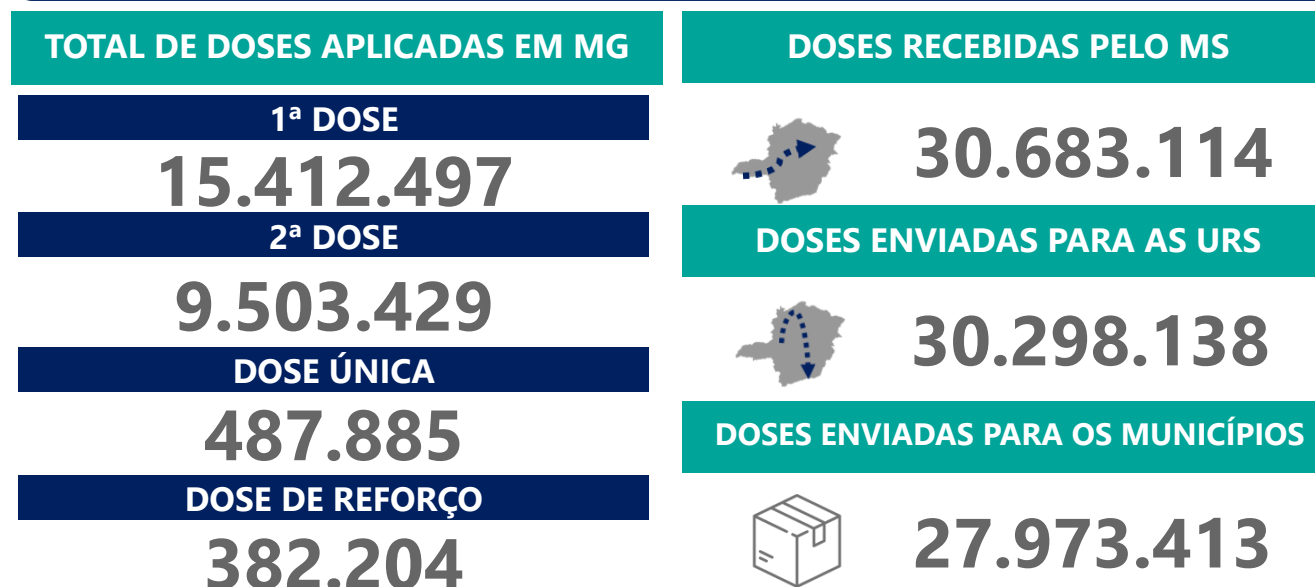 TOTAL DE DOSES APLICADAS EM MG
1ª DOSE
15.412.497
2ª DOSE
9.503.429
DOSE ÚNICA
487.885
DOSE DE REFORÇO
382.204
DOSES RECEBIDAS PELO MS
30.683.114
DOSES ENVIADAS PARA AS URS
30.298.138
DOSES ENVIADAS PARA OS MUNICÍPIOS
27.973.413